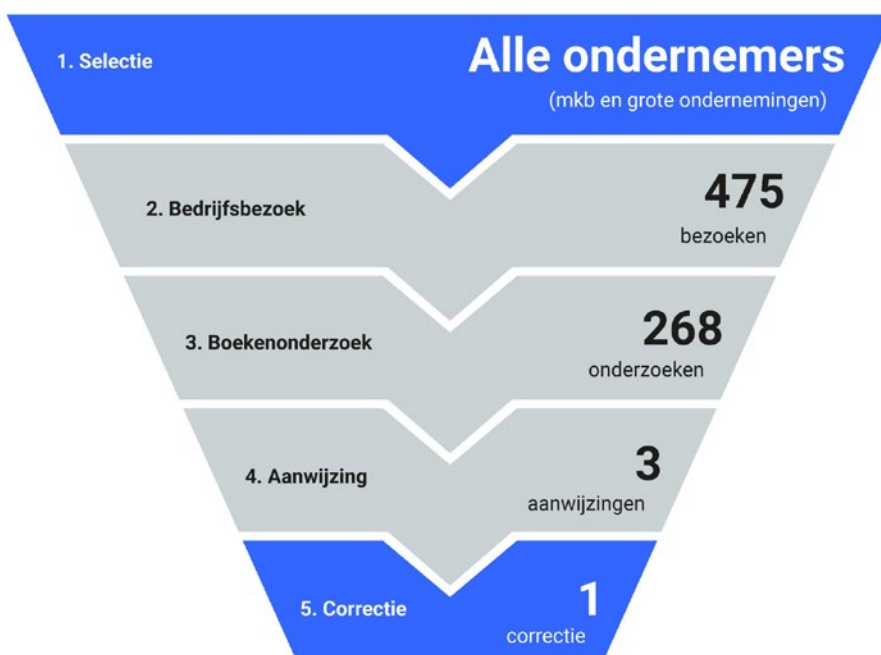 1. Selectie
Alle ondernemers
(mkb en grote ondernemingen)
2. Bedrijfsbezoek
475
bezoeken
3. Boekenonderzoek
268
onderzoeken
4. Aanwijzing
3
aanwijzingen
5. Correctie
1
correctie